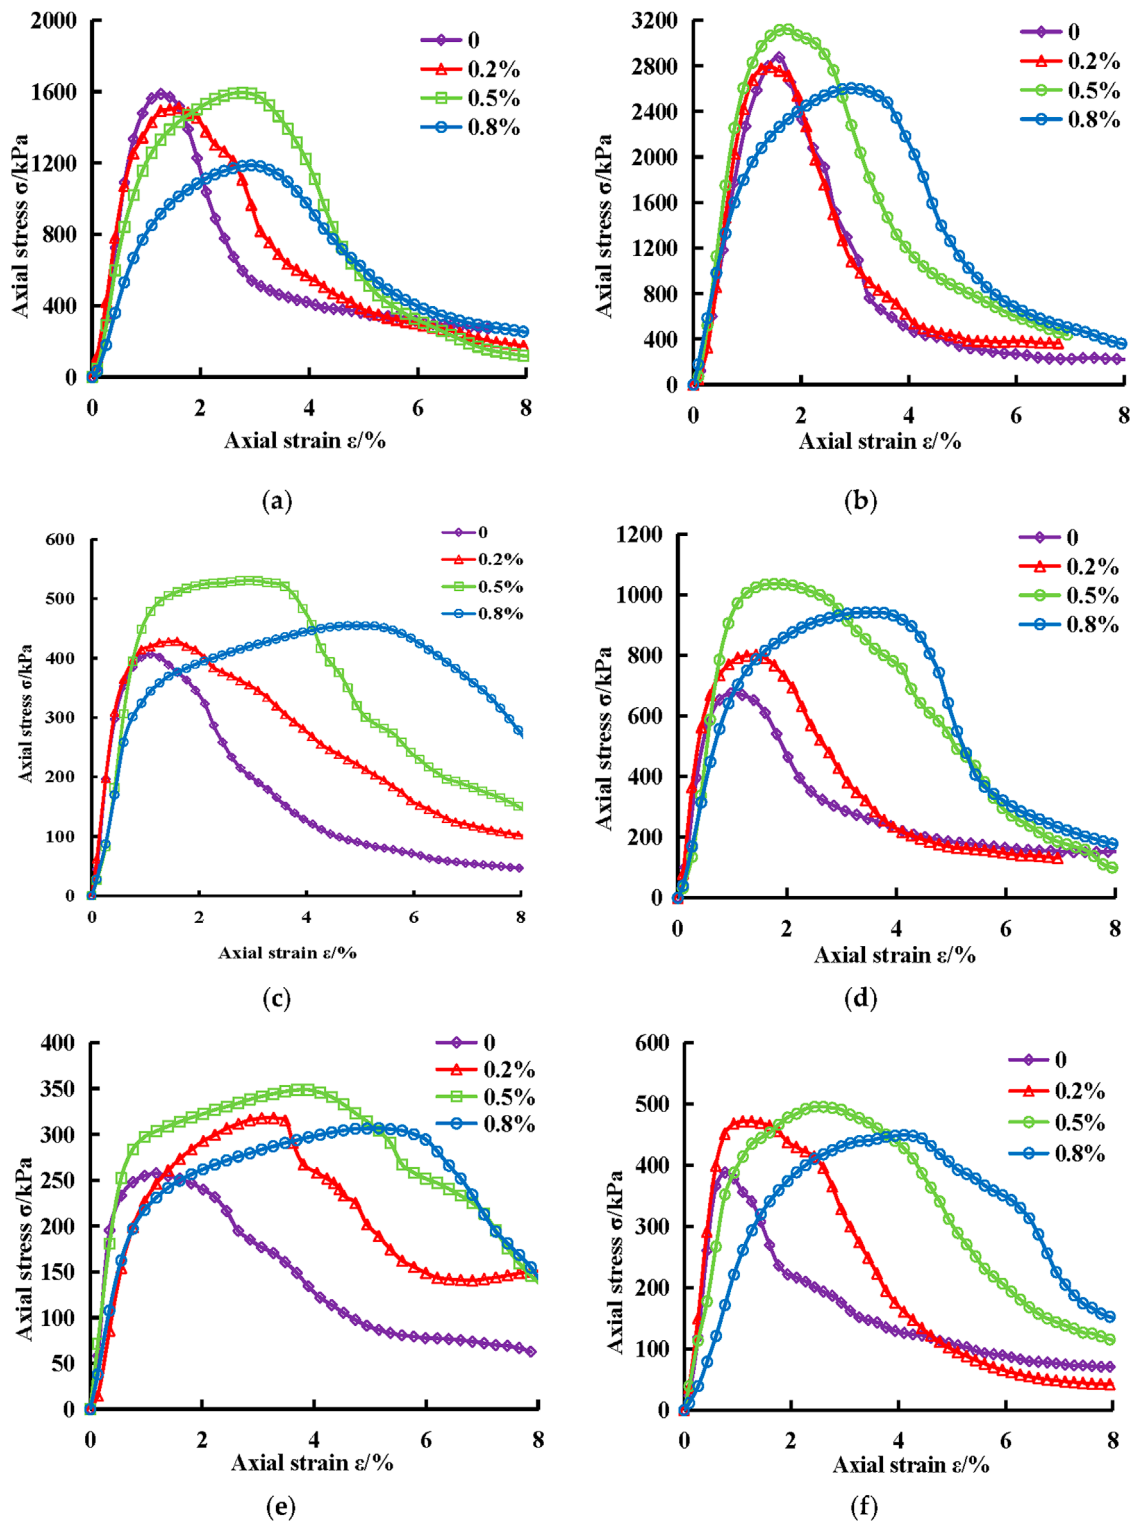 2000
1600
1200
800
400
0
0 2 4 6 8
Axial stress σ/kPa
Axial strain ε/%
0
0.2%
0.5%
0.8%
(a)
3200
2800
2400
2000
1600
1200
800
400
0
0 2 4 6 8
Axial stress σ/kPa
Axial strain ε/%
0
0.2%
0.5%
0.8%
(b)
600
500
400
300
200
100
0
0 2 4 6 8
Axial stress σ/kPa
Axial strain ε/%
0
0.2%
0.5%
0.8%
(c)
1200
1000
800
600
400
200
0
0 2 4 6 8
Axial stress σ/kPa
Axial strain ε/%
0
0.2%
0.5%
0.8%
(d)
400
350
300
250
200
150
100
50
0
0 2 4 6 8
Axial stress σ/kPa
Axial strain ε/%
0
0.2%
0.5%
0.8%
(e)
600
500
400
300
200
100
0
0 2 4 6 8
Axial stress σ/kPa
Axial strain ε/%
0
0.2%
0.5%
0.8%
(f)